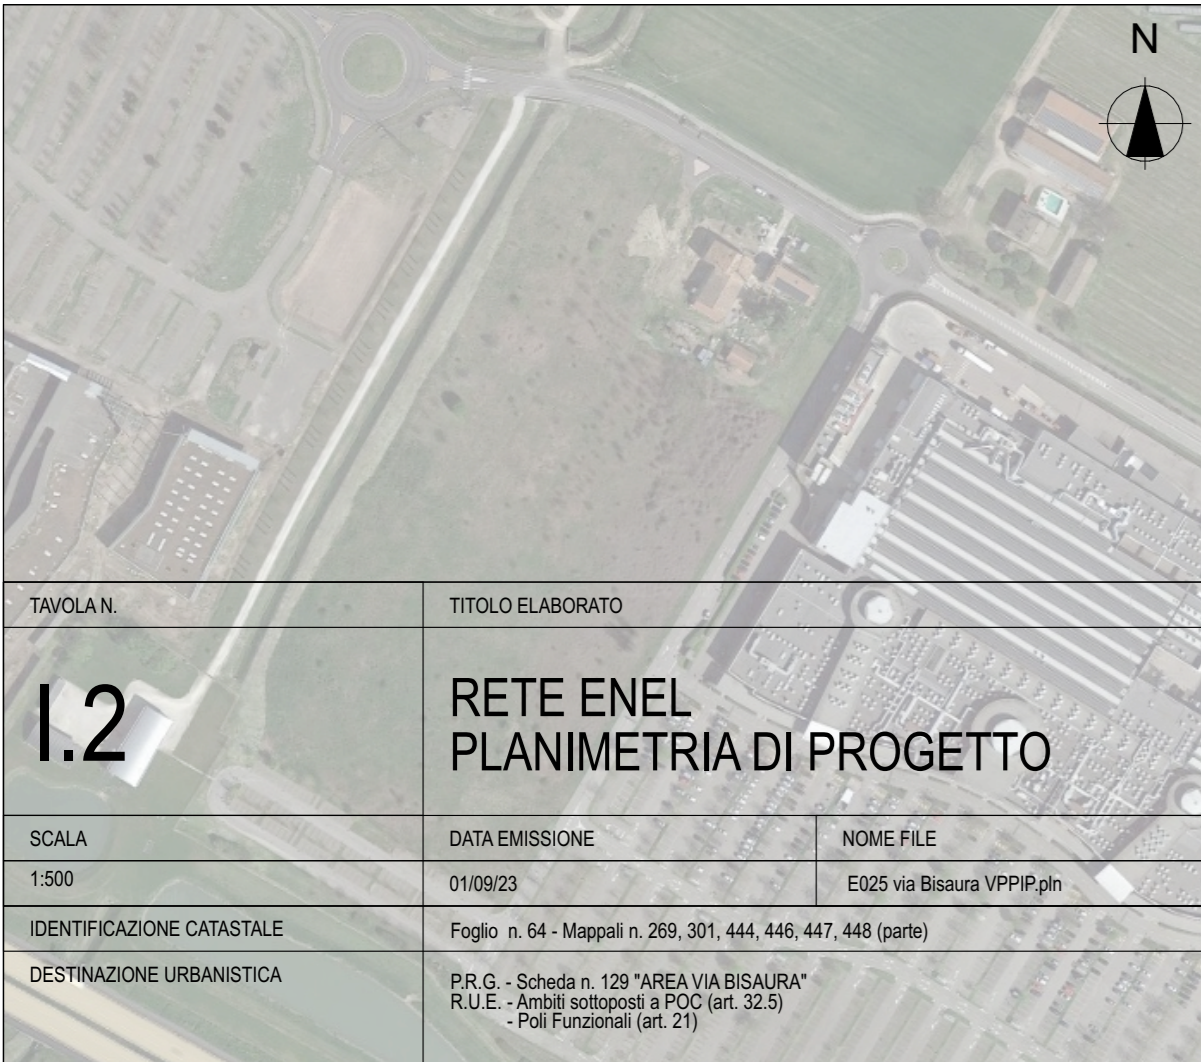 N
TAVOLA N.
TITOLO ELABORATO
I.2
RETE ENEL
PLANIMETRIA DI PROGETTO
SCALA
DATA EMISSIONE
NOME FILE
1:500
01/09/23
E025 via Bisaura VPPIP.pln
IDENTIFICAZIONE CATASTALE
Foglio n. 64 - Mappali n. 269, 301, 444, 446, 447, 448 (parte)
DESTINAZIONE URBANISTICA
P.R.G. - Scheda n. 129 "AREA VIA BISAURA"
R.U.E. - Ambiti sottoposti a POC (art. 32.5)
- Poli Funzionali (art. 21)